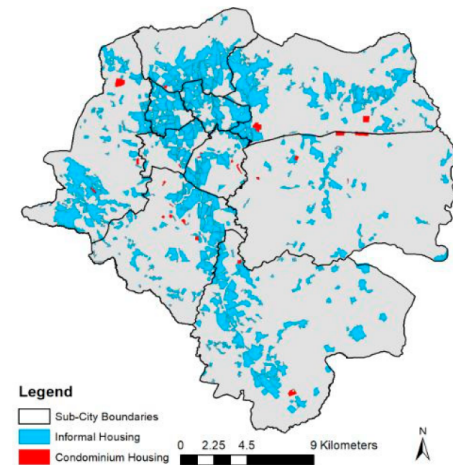 Legend
Sub-City Boundaries
Informal Housing
Condominium Housing
0 2.25 4.5 9 Kilometers
N